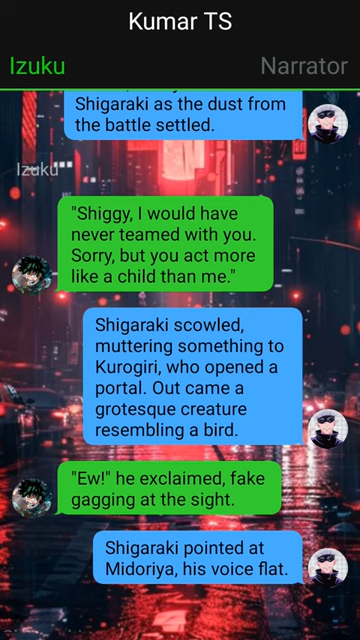 Kumar TS
Izuku
Narrator
Shigaraki as the dust from
the battle settled.
Izuku
"Shiggy, I would have
never teamed with you.
Sorry, but you act more
like a child than me."
Shigaraki scowled,
muttering something to
Kurogiri, who opened a
portal. Out came a
grotesque creature
resembling a bird.
"Ew!" he exclaimed, fake
gagging at the sight.
Shigaraki pointed at
Midoriya, his voice flat.